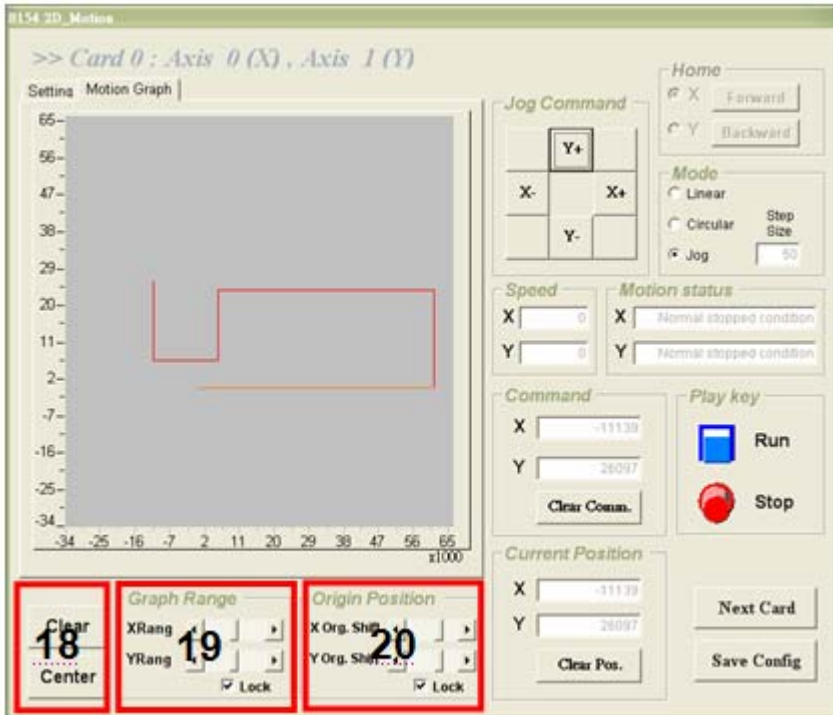 8154 2D_Motion
>> Card 0 : Axis 0 (X) , Axis 1 (Y)
Setting Motion Graph
65
56
47
38
29
20
11
2
-7
-16
-25
-34
-34 -25 -16 -7 2 11 20 29 38 47 56 65
x1000
Jog Command
Y+
X- X+
Y-
Home
X Forward
Y Backward
Mode
Linear
Circular
Jog
Step Size
50
Speed
X 0
Y 0
Motion status
X Normal stopped condition
Y Normal stopped condition
Command
X -11139
Y 26097
Clear Comm.
Play key
Run
Stop
Current Position
X -11139
Y 26097
Clear Pos.
Next Card
Save Config
Clear
18
Center
Graph Range
XRang
19
YRang
Lock
Origin Position
X Org. Shift
20
Y Org. Shift
Lock